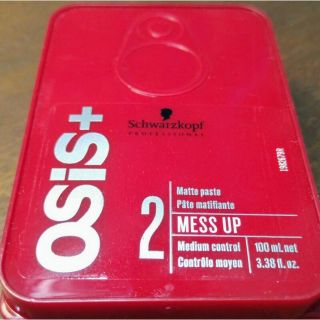 Schwarzkopf
PROFESSIONAL
osis+
2
Matte paste
Pâte matifiante
MESS UP
Medium control
Contrôle moyen
100 mL net
3.38 fl. oz.